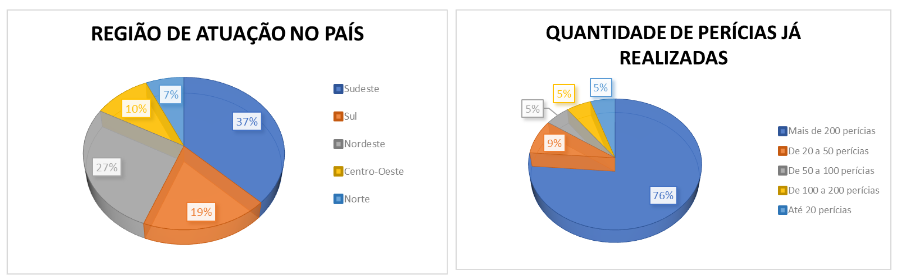 REGIÃO DE ATUAÇÃO NO PAÍS
7%
10%
37%
27%
19%
Sudeste
Sul
Nordeste
Centro-Oeste
Norte
QUANTIDADE DE PERÍCIAS JÁ
REALIZADAS
5%
5%
5%
9%
76%
Mais de 200 perícias
De 20 a 50 perícias
De 50 a 100 perícias
De 100 a 200 perícias
Até 20 perícias